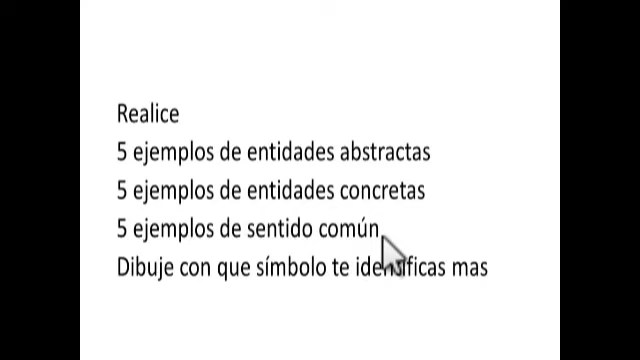 Realice
5 ejemplos de entidades abstractas
5 ejemplos de entidades concretas
5 ejemplos de sentido común
Dibuje con que símbolo te identificas mas